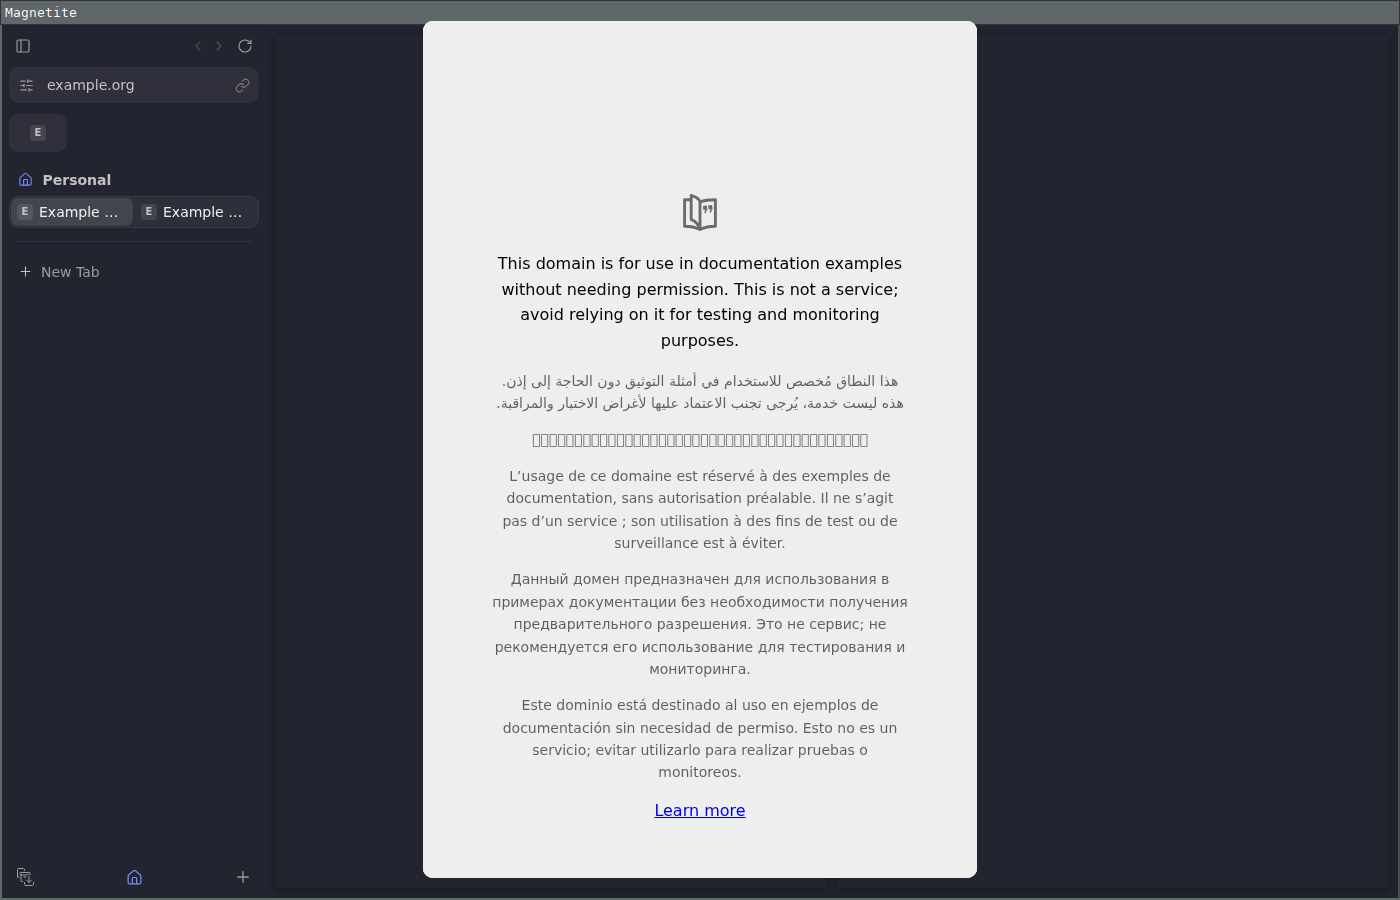 Magnetite
example.org
E
Personal
E Example ...
E Example ...
New Tab
This domain is for use in documentation examples
without needing permission. This is not a service;
avoid relying on it for testing and monitoring
purposes.
هذا النطاق مُخصص للاستخدام في أمثلة التوثيق دون الحاجة إلى إذن.
هذه ليست خدمة، يُرجى تجنب الاعتماد عليها لأغراض الاختبار والمراقبة.
L’usage de ce domaine est réservé à des exemples de
documentation, sans autorisation préalable. Il ne s’agit
pas d’un service ; son utilisation à des fins de test ou de
surveillance est à éviter.
Данный домен предназначен для использования в
примерах документации без необходимости получения
предварительного разрешения. Это не сервис; не
рекомендуется его использование для тестирования и
мониторинга.
Este dominio está destinado al uso en ejemplos de
documentación sin necesidad de permiso. Esto no es un
servicio; evitar utilizarlo para realizar pruebas o
monitoreos.
Learn more